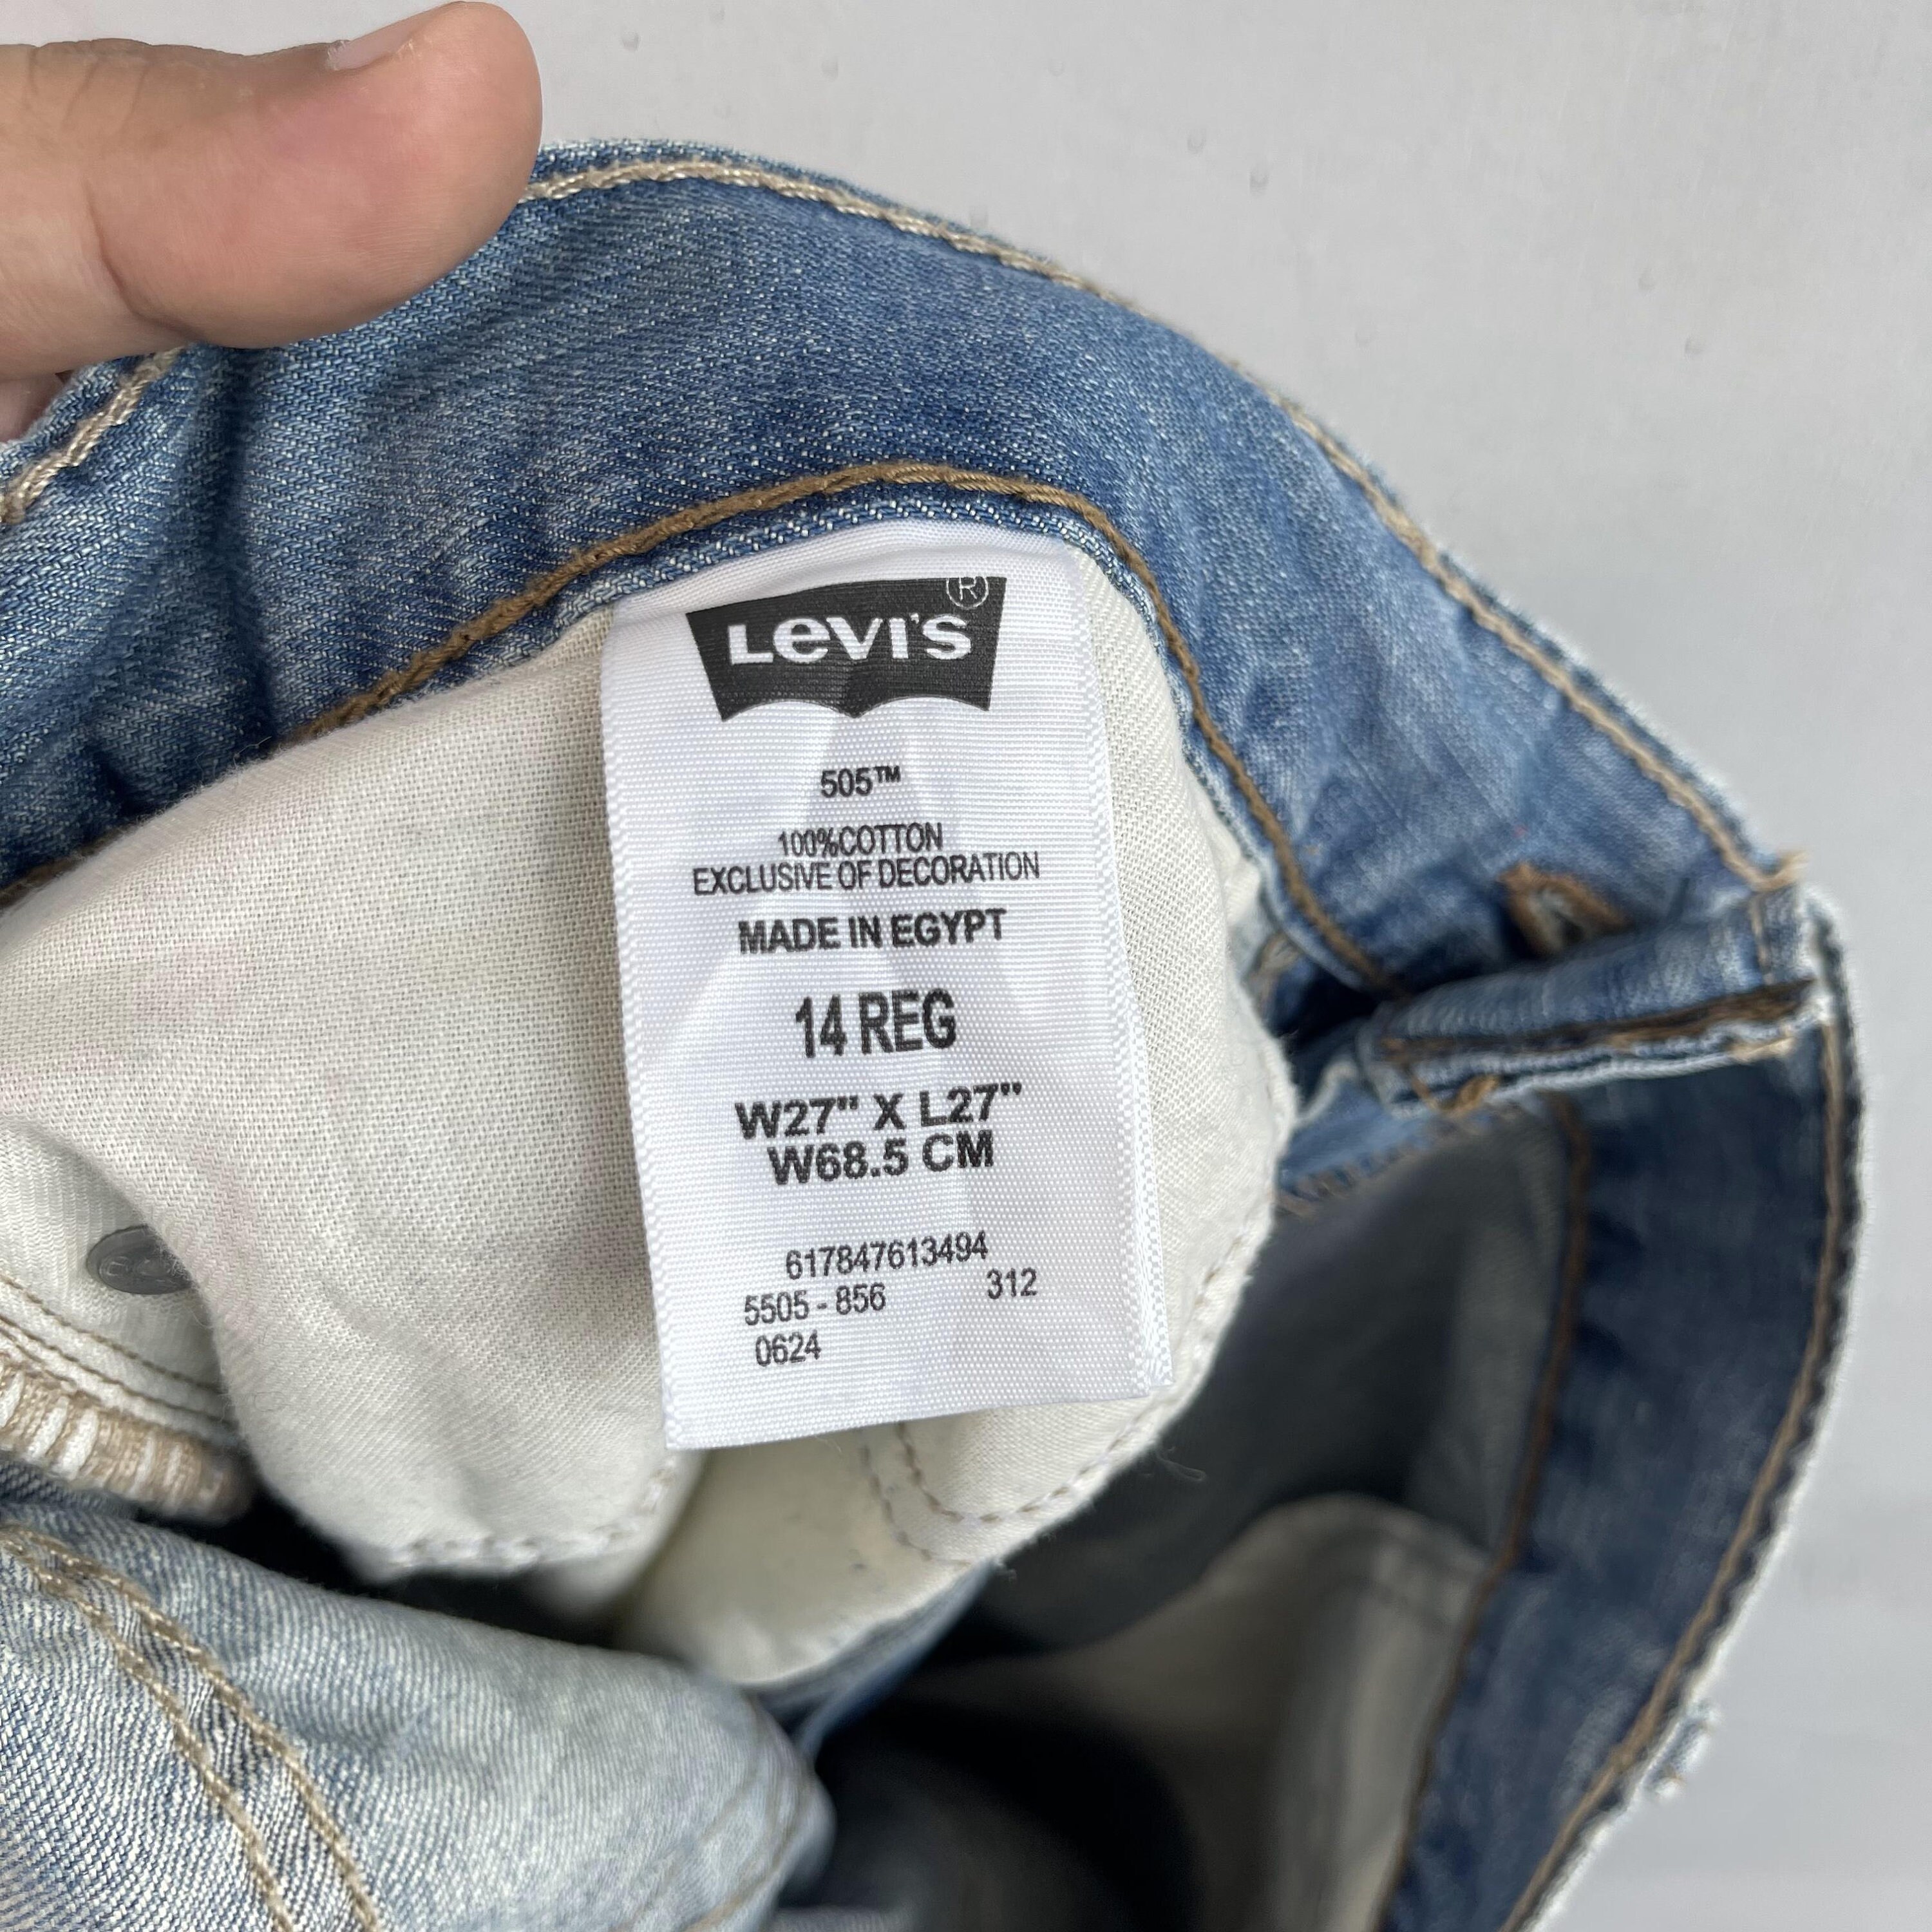 LEVI'S ®
505™
100%COTTON
EXCLUSIVE OF DECORATION
MADE IN EGYPT
14 REG
W27" X L27"
W68.5 CM
617847613494
5505 - 856 312
0624